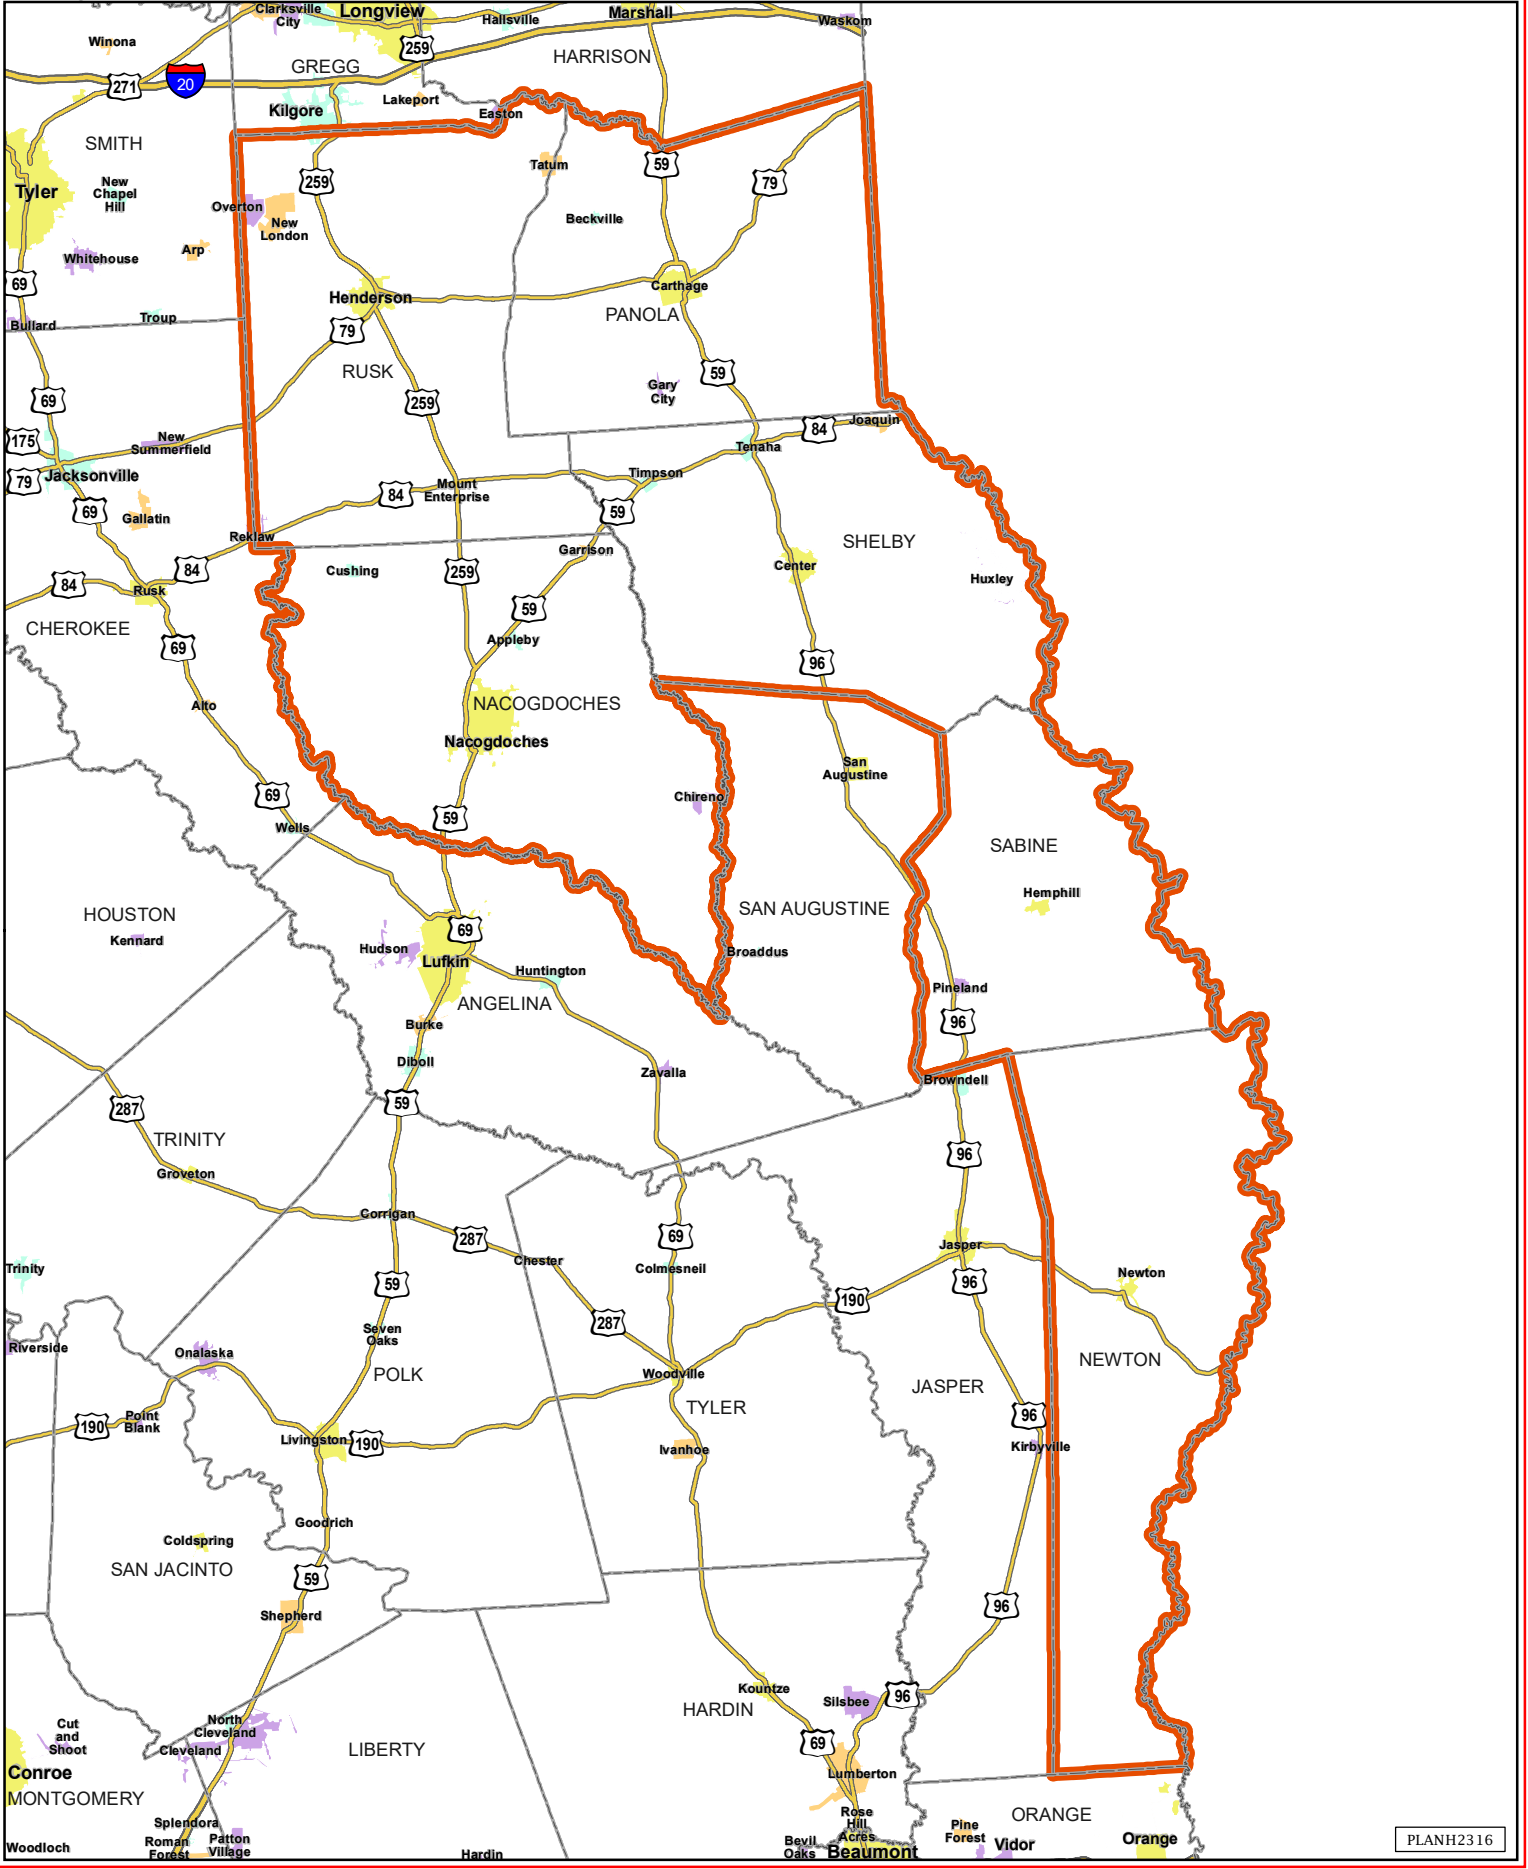 Clarksville
City
Longview
Hallsville
Marshall
Waskom
Winona
259
HARRISON
GREGG
271
20
Lakeport
Kilgore
Easton
SMITH
Tatum
59
79
259
New
Chapel
Hill
Tyler
Overton
New
London
Beckville
Arp
Whitehouse
69
Henderson
Carthage
PANOLA
Bullard
Troup
79
RUSK
59
Gary
City
69
259
175
New
Summerfield
84
Joaquin
Tenaha
Jacksonville
79
Timpson
84
Mount
Enterprise
69
59
Gallatin
Reklaw
SHELBY
Garrison
Cushing
259
Center
Huxley
84
84
Rusk
59
CHEROKEE
Appleby
69
96
NACOGDOCHES
Alto
Nacogdoches
San
Augustine
69
Chireno
59
Wells
SABINE
Hemphill
HOUSTON
Kennard
SAN AUGUSTINE
69
Hudson
Broaddus
Lufkin
Huntington
Pineland
ANGELINA
Burke
96
Diboll
Zavalla
Browndell
59
287
TRINITY
96
Groveton
Corrigan
287
69
Jasper
Chester
Colmesneil
Trinity
Newton
59
96
190
287
Seven
Oaks
Riverside
Onalaska
NEWTON
POLK
Woodville
JASPER
TYLER
96
Point
Blank
190
Livingston
190
Ivanhoe
Kirbyville
Goodrich
Coldspring
SAN JACINTO
59
96
Shepherd
Kountze
96
Silsbee
HARDIN
North
Cleveland
Cut
and
Shoot
Cleveland
LIBERTY
69
Conroe
Lumberton
MONTGOMERY
ORANGE
Splendora
Rose
Hill
Acres
Pine
Forest
Vidor
Orange
PLANH2316
Woodloch
Roman
Forest
Patton
Village
Hardin
Bevil
Oaks
Beaumont